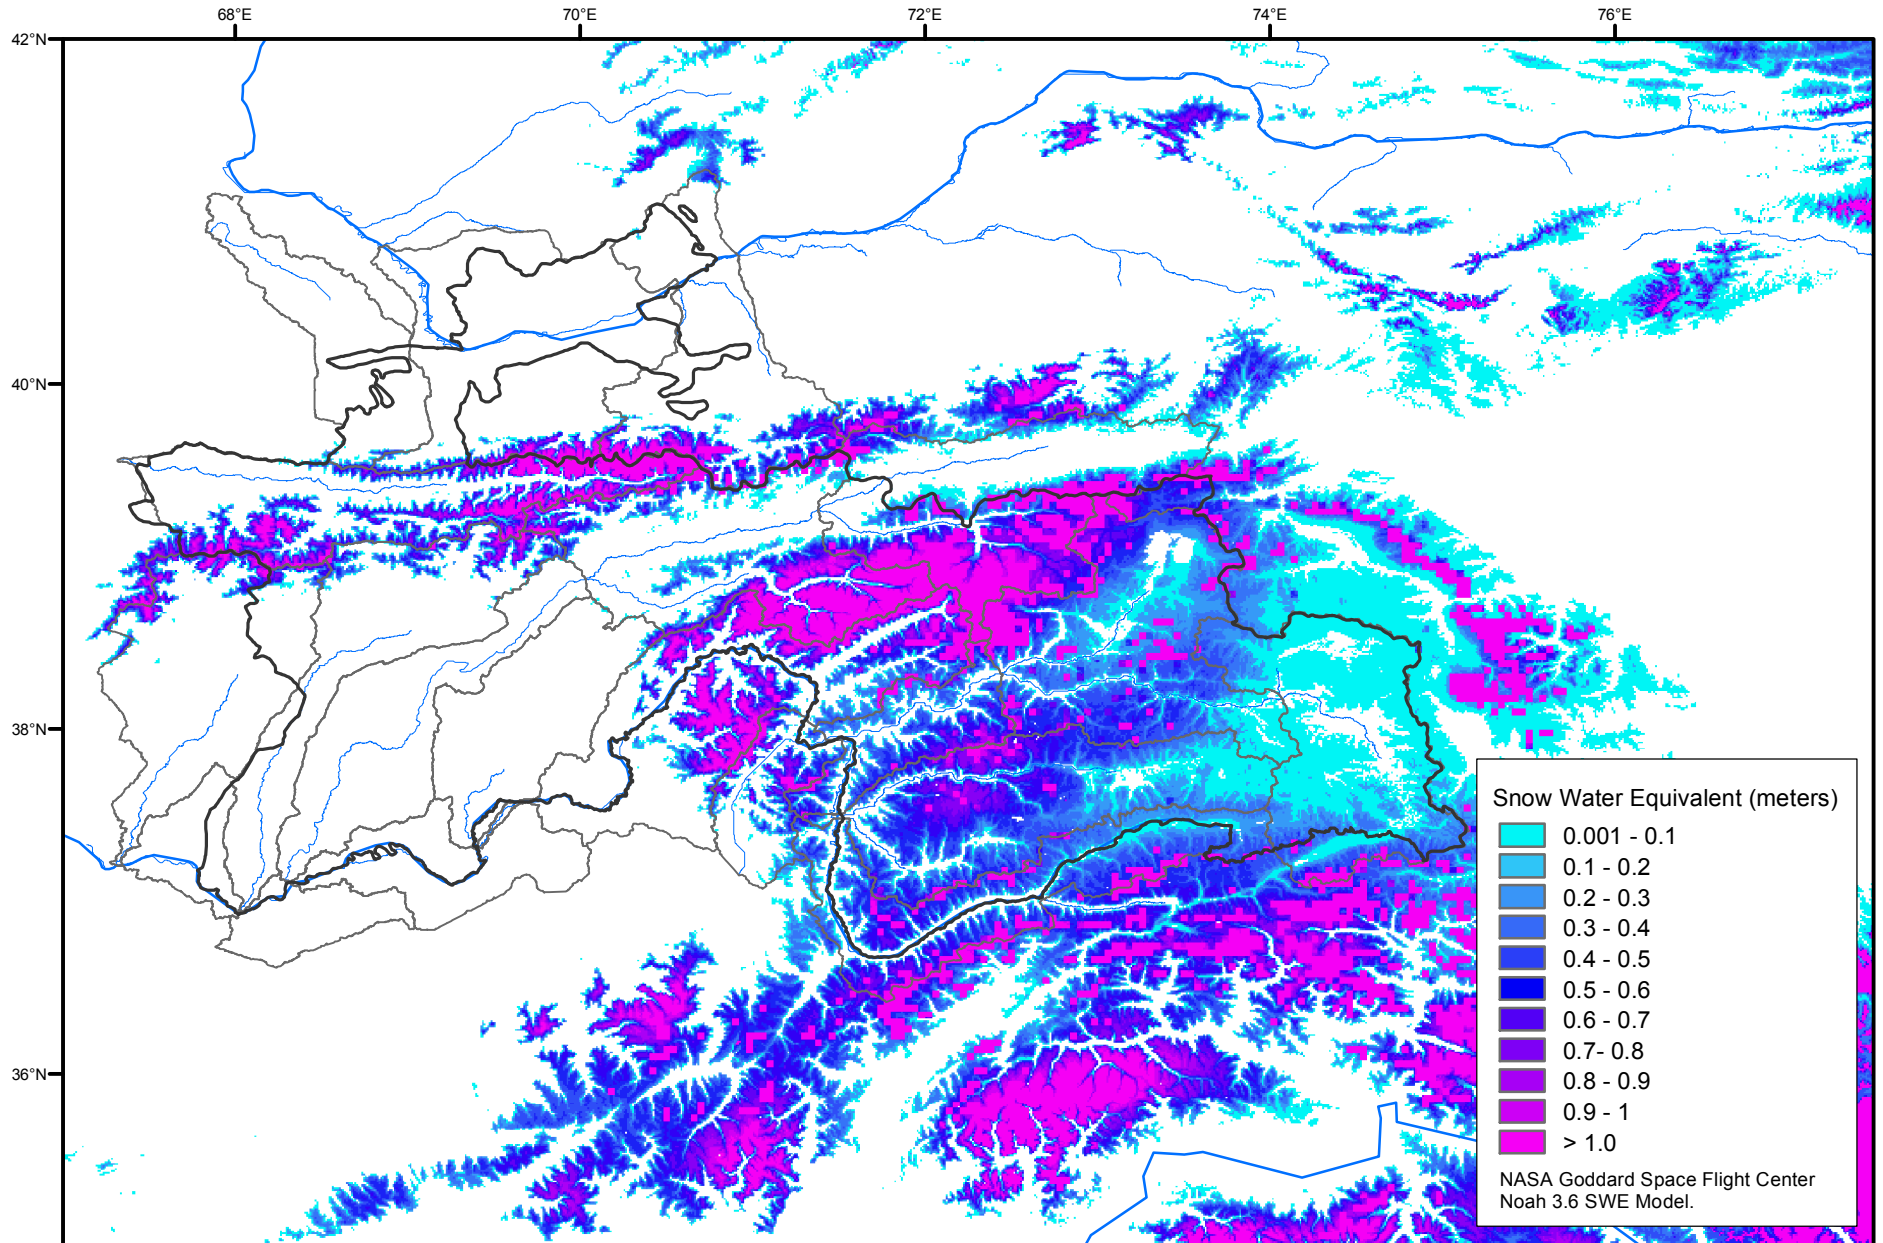 68°E
70°E
72°E
74°E
76°E
42°N
40°N
38°N
36°N
Snow Water Equivalent (meters)
0.001 - 0.1
0.1 - 0.2
0.2 - 0.3
0.3 - 0.4
0.4 - 0.5
0.5 - 0.6
0.6 - 0.7
0.7- 0.8
0.8 - 0.9
0.9 - 1
> 1.0
NASA Goddard Space Flight Center
Noah 3.6 SWE Model.